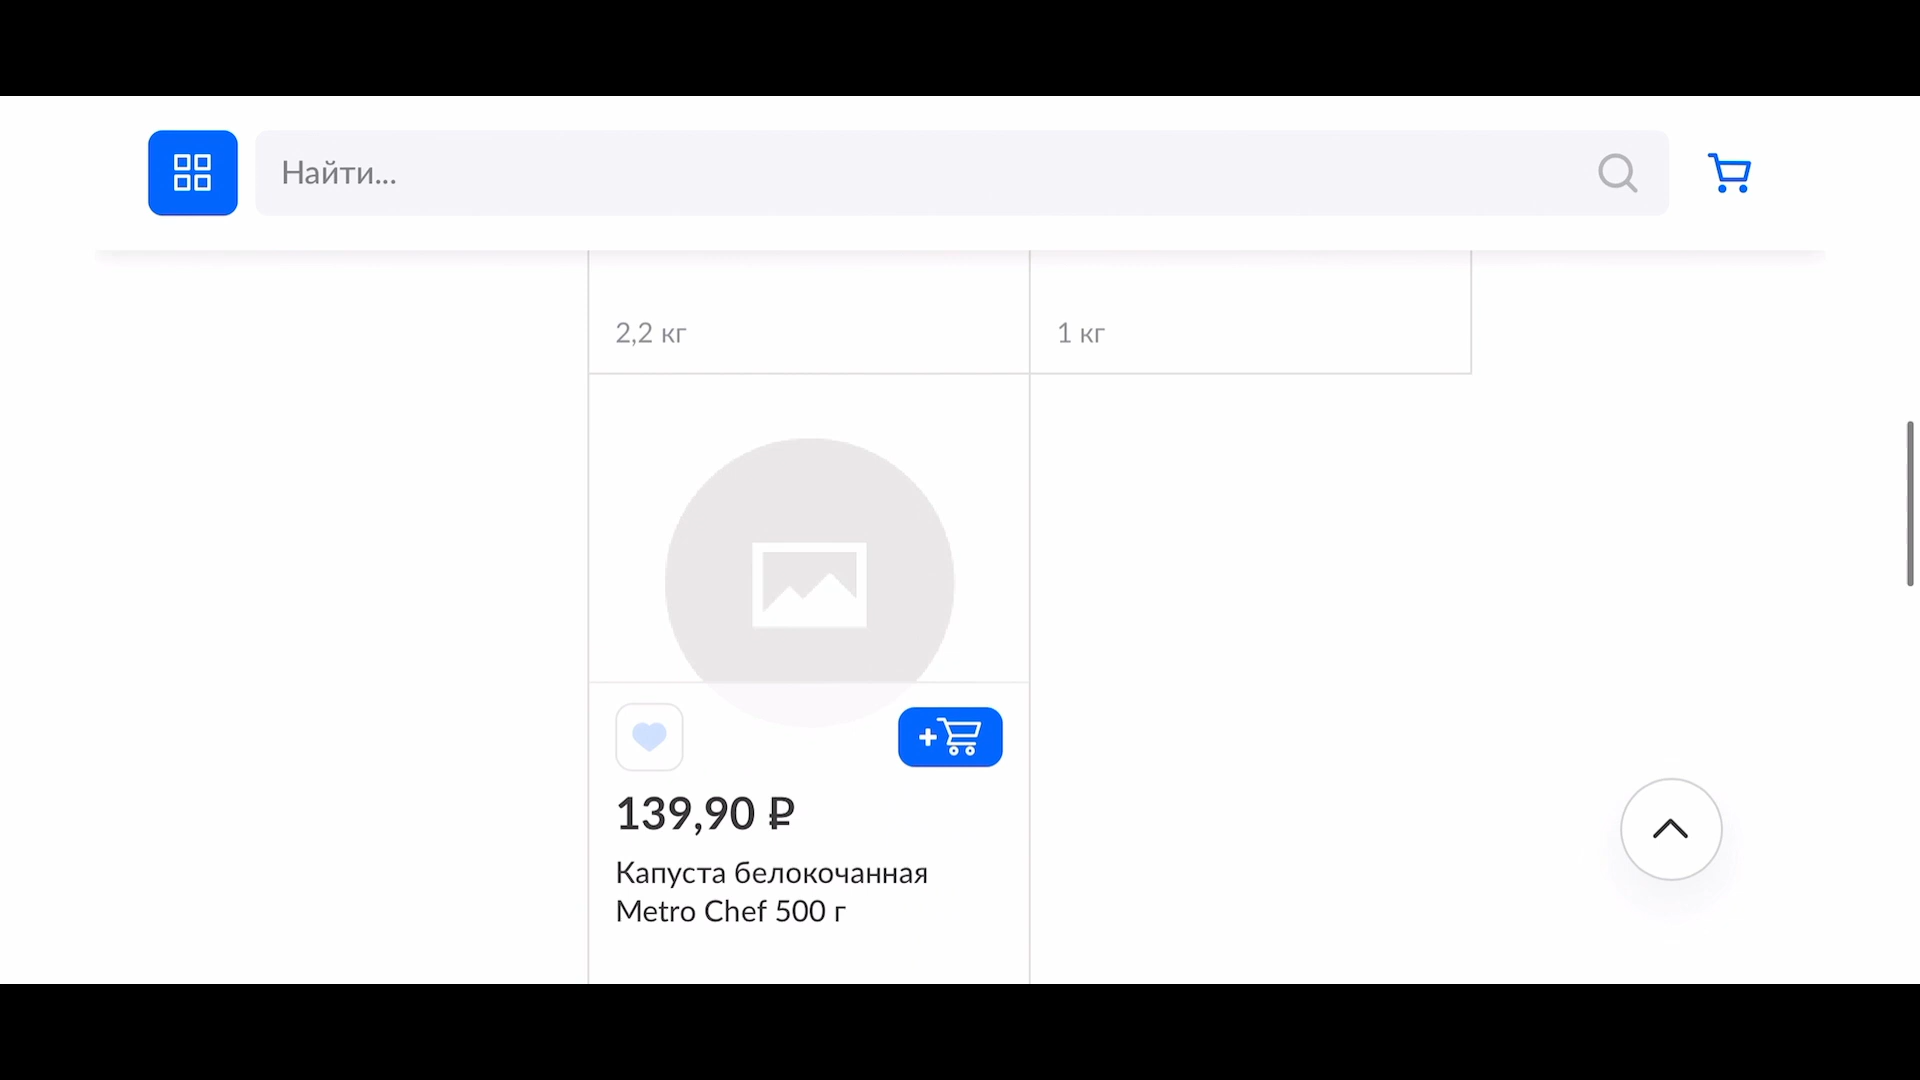 Найти...
2,2 кг
1 кг
139,90 ₽
Капуста белокочанная
Metro Chef 500 г